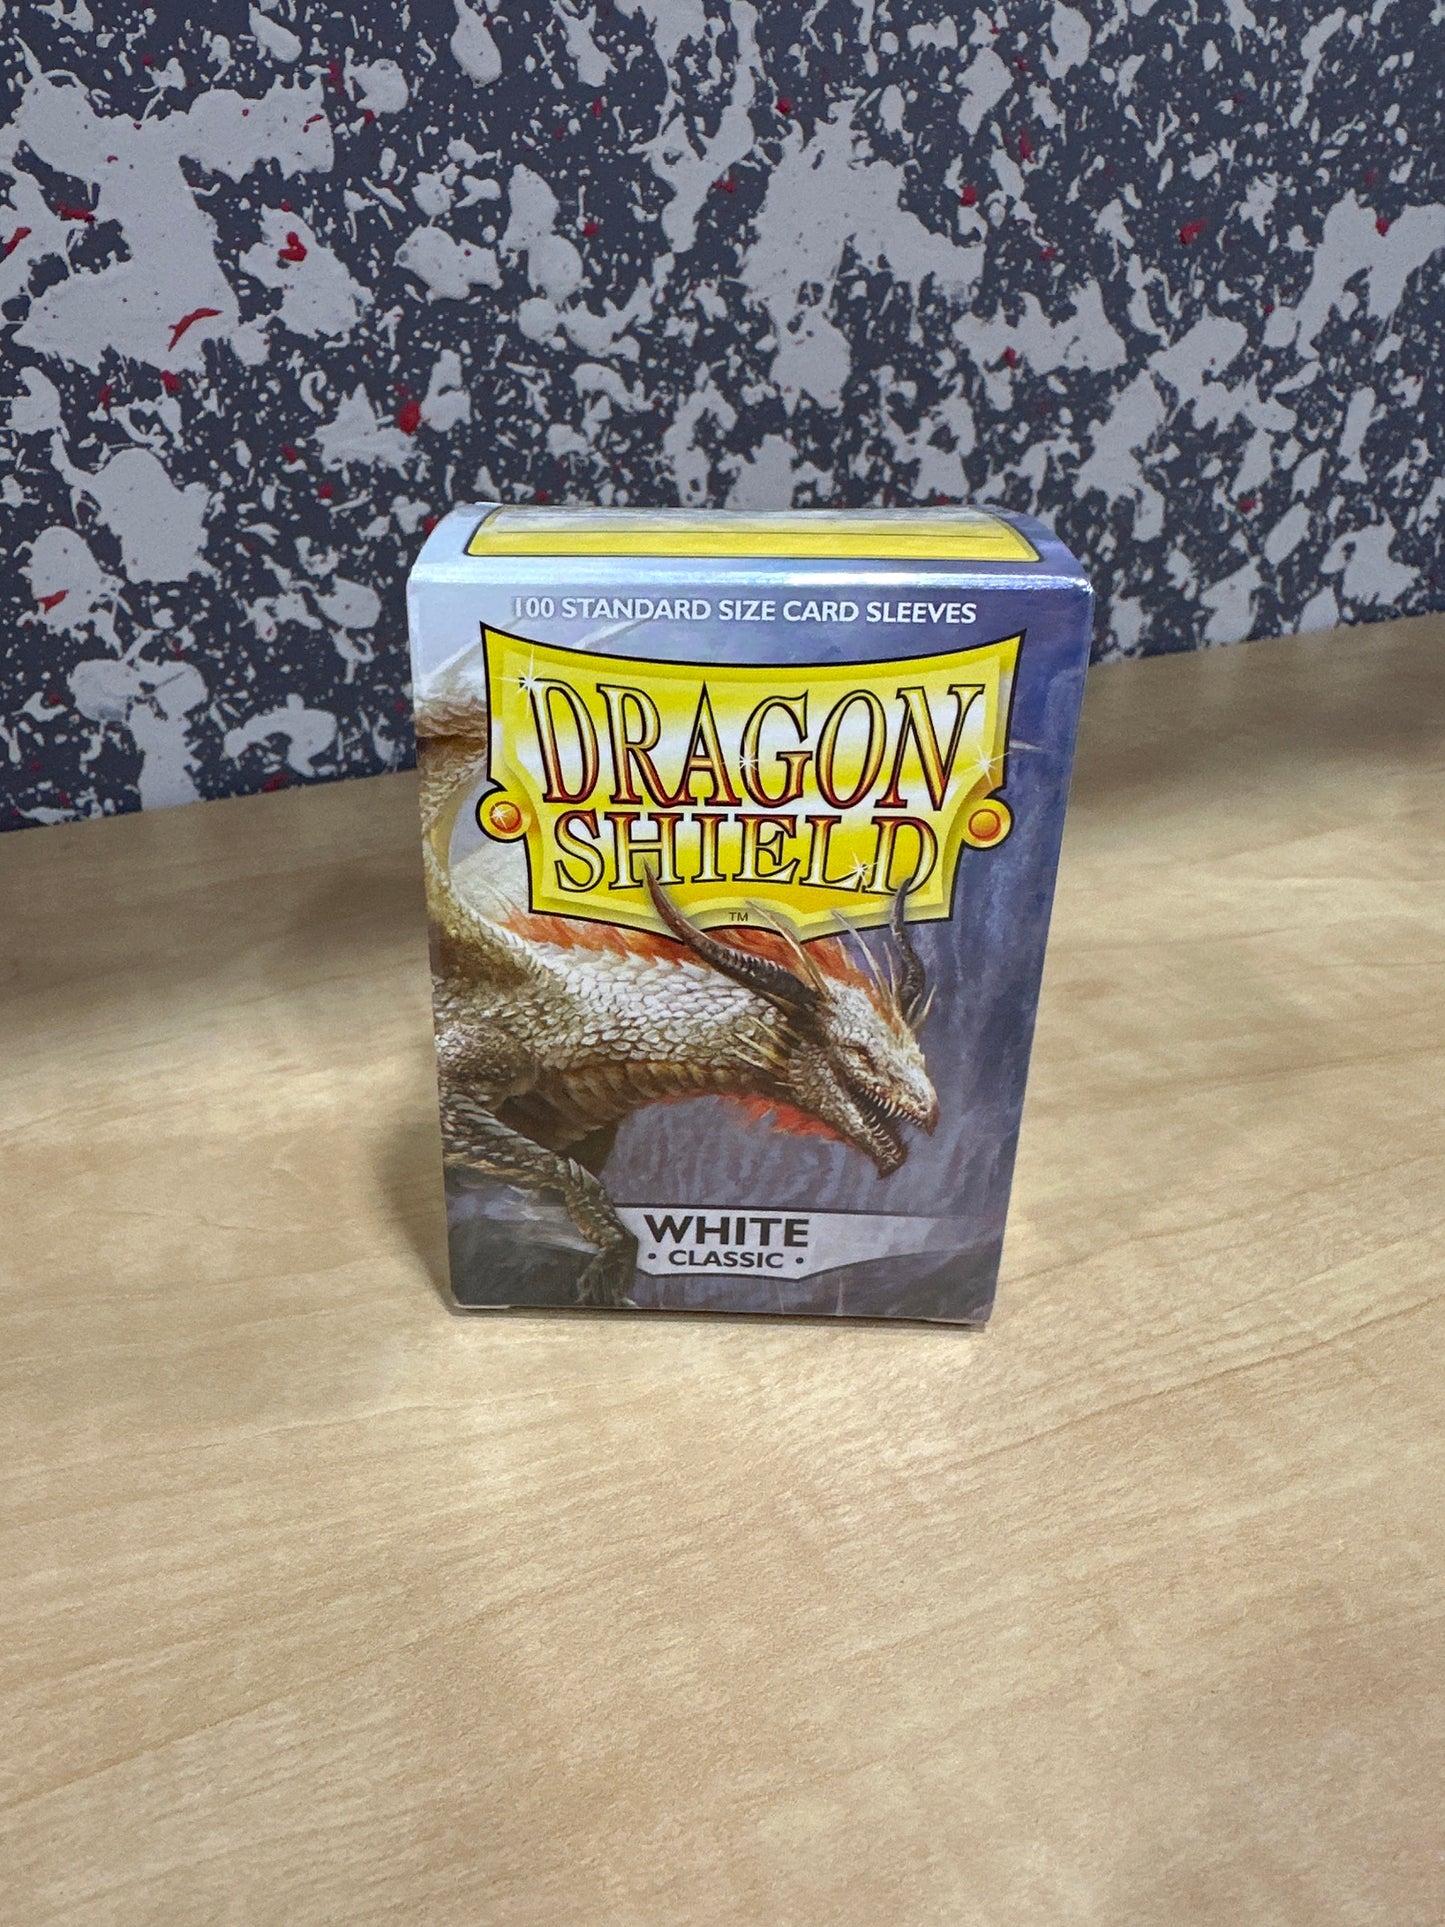 100 STANDARD SIZE CARD SLEEVES
DRAGON
SHIELD
™
WHITE
• CLASSIC •